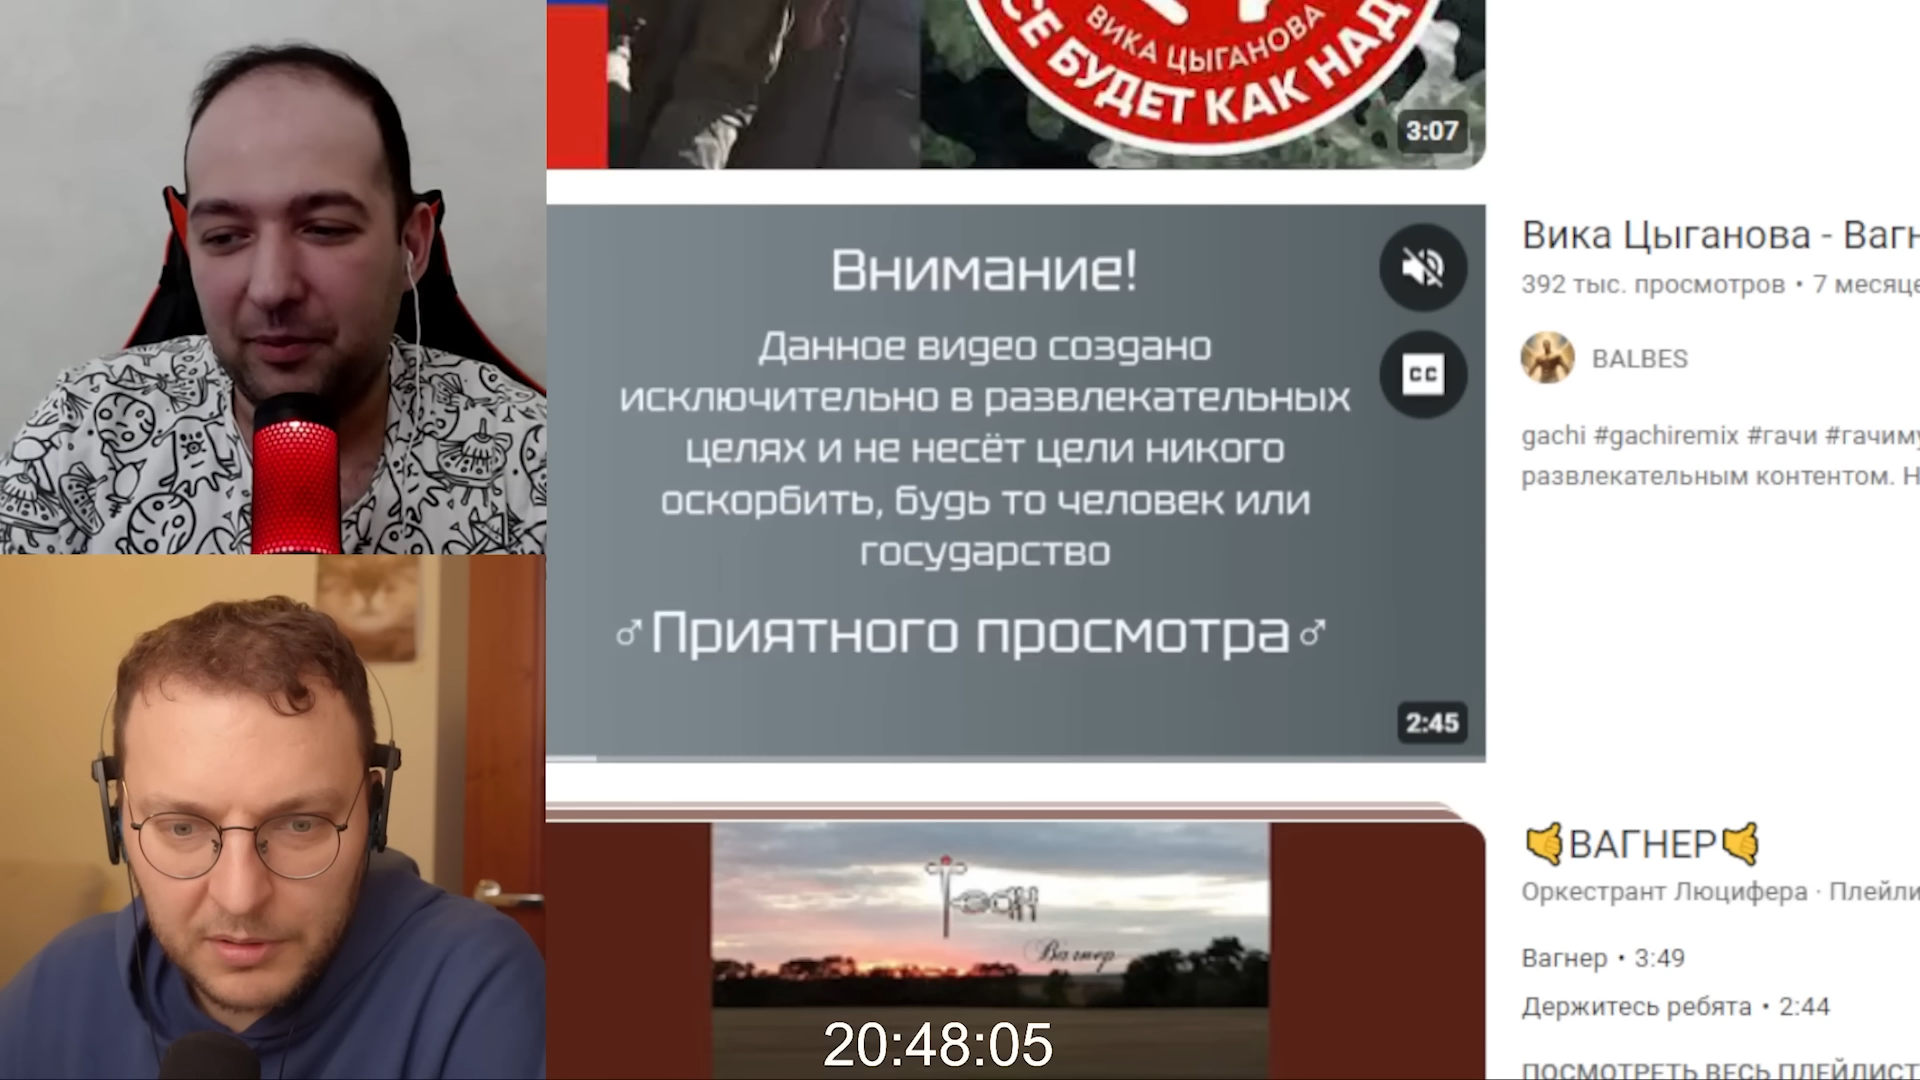 ВИКА ЦЫГАНОВА
СЕ БУДЕТ КАК НАД
3:07
Внимание!
Данное видео создано
исключительно в развлекательных
целях и не несёт цели никого
оскорбить, будь то человек или
государство
♂Приятного просмотра♂
CC
2:45
Вика Цыганова - Вагн
392 тыс. просмотров • 7 месяце
BALBES
gachi #gachiremix #гачи #гачиму
развлекательным контентом. Н
Вагнер
20:48:05
🤙ВАГНЕР🤙
Оркестрант Люцифера · Плейли
Вагнер • 3:49
Держитесь ребята • 2:44
ПОСМОТРЕТЬ ВЕСЬ ПЛЕЙЛИСТ